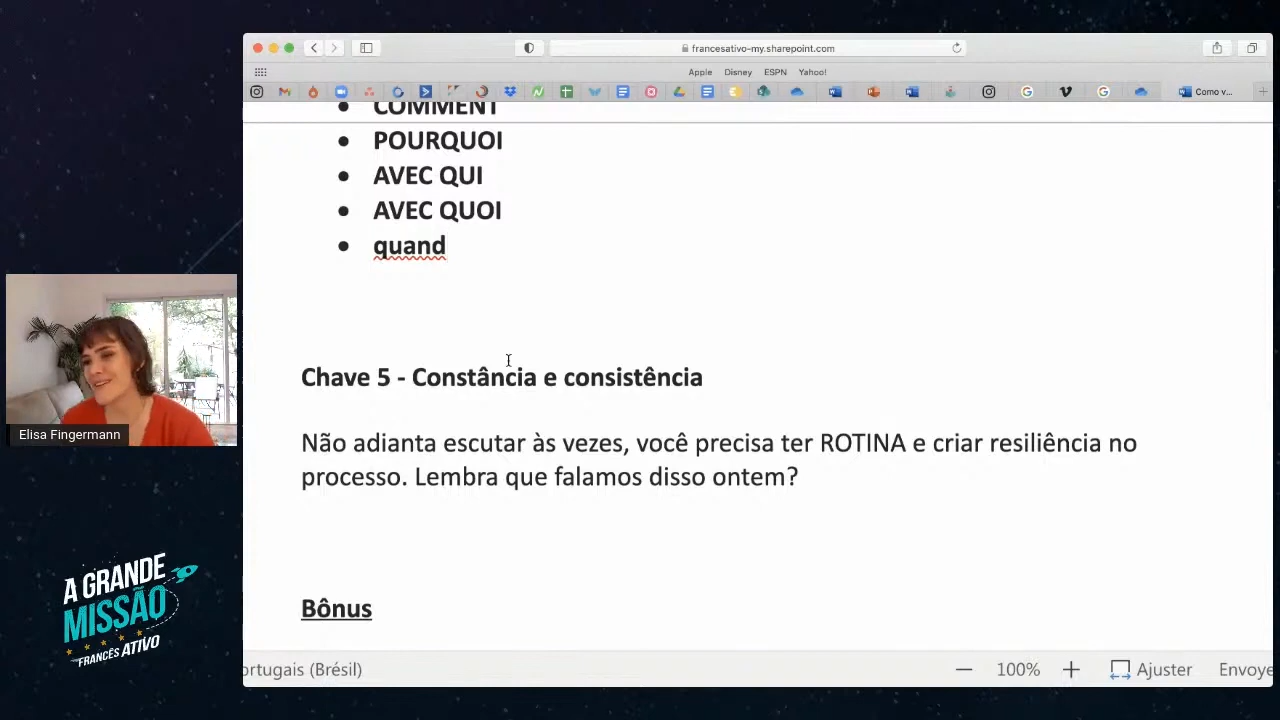 francesativo-my.sharepoint.com
Apple Disney ESPN Yahoo!
Como v...
COMMENT
POURQUOI
AVEC QUI
AVEC QUOI
quand
Chave 5 - Constância e consistência
Não adianta escutar às vezes, você precisa ter ROTINA e criar resiliência no
processo. Lembra que falamos disso ontem?
Bônus
ortugais (Brésil)
100%
Ajuster
Envoye
Elisa Fingermann
A GRANDE
MISSÃO
FRANCÊS ATIVO